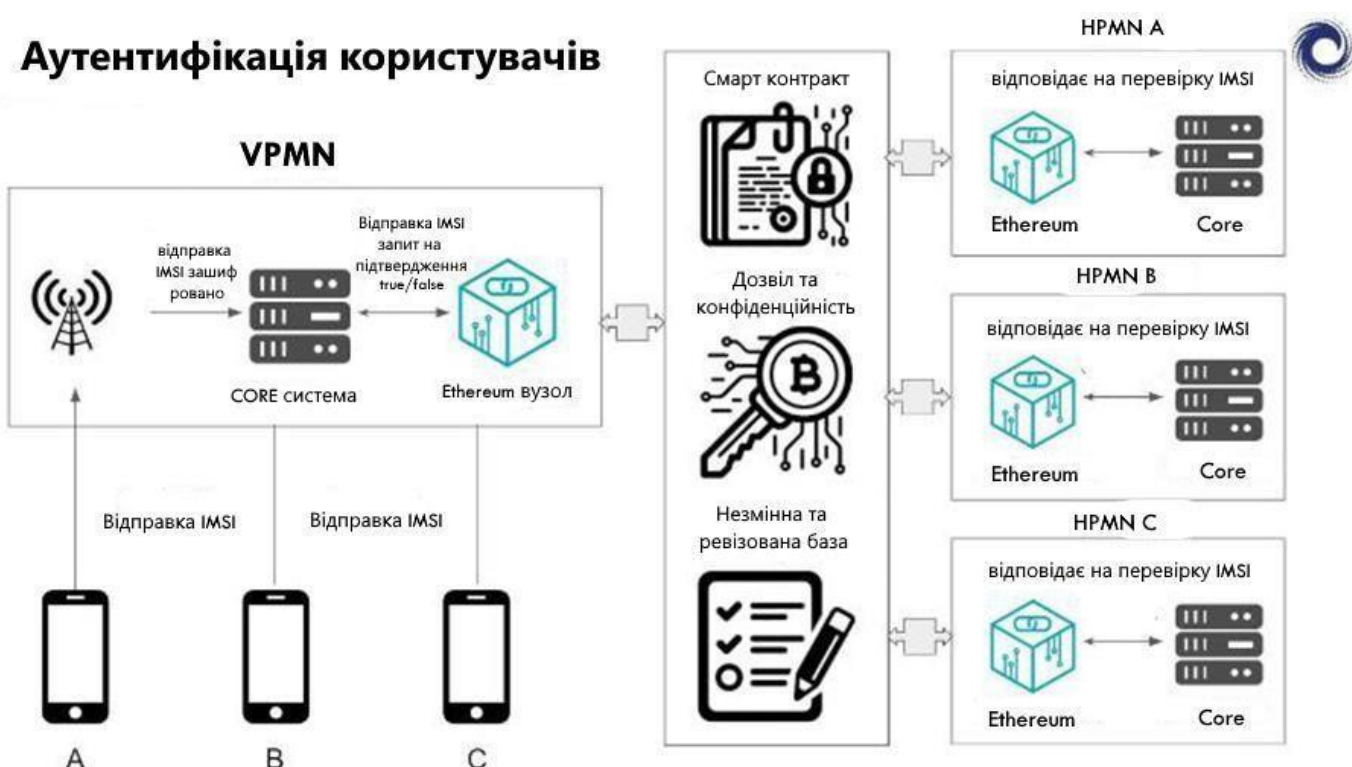 Аутентифікація користувачів
VPMN
відправка
IMSI зашиф
ровано
Відправка IMSI
запит на
підтвердження
true/false
CORE система
Ethereum вузол
Відправка IMSI
Відправка IMSI
A
B
C
Смарт контракт
Дозвіл та
конфіденційність
Незмінна та
ревізована база
HPMN A
відповідає на перевірку IMSI
Ethereum
Core
HPMN B
відповідає на перевірку IMSI
Ethereum
Core
HPMN C
відповідає на перевірку IMSI
Ethereum
Core